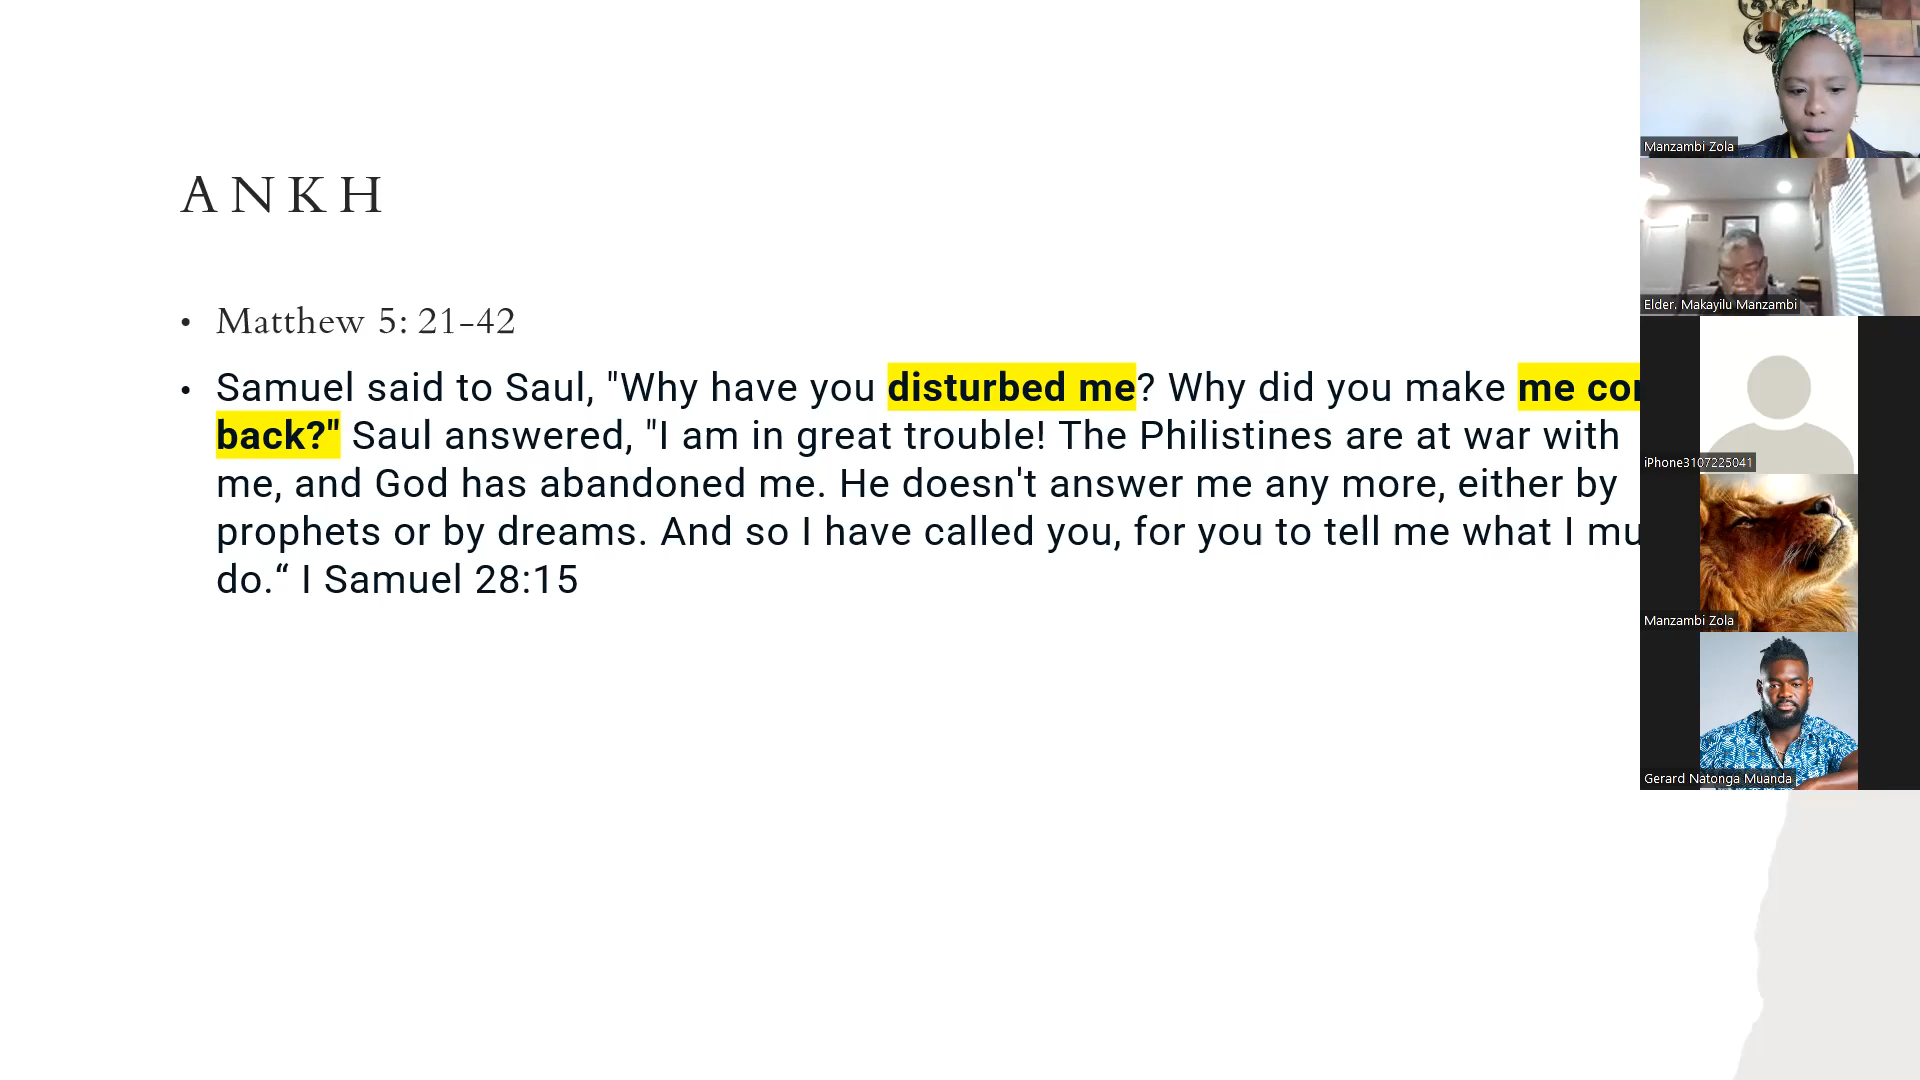 ANKH
• Matthew 5: 21-42
• Samuel said to Saul, "Why have you disturbed me? Why did you make me
back?" Saul answered, "I am in great trouble! The Philistines are at war with
me, and God has abandoned me. He doesn't answer me any more, either by
prophets or by dreams. And so I have called you, for you to tell me what I
do.“ I Samuel 28:15
Manzambi Zola
Elder. Makayilu Manzambi
iPhone3107225041
Manzambi Zola
Gerard Natonga Muanda